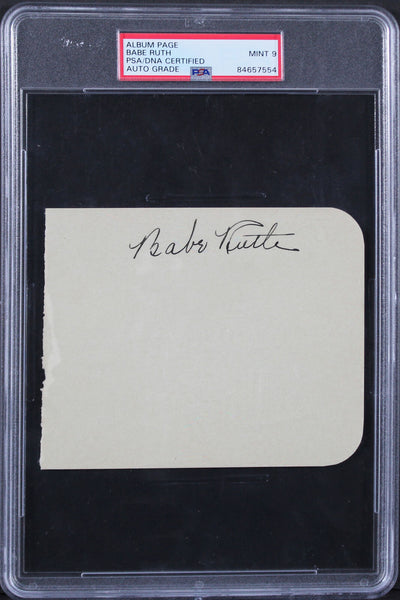 ALBUM PAGE
BABE RUTH MINT 9
PSA/DNA CERTIFIED
AUTO GRADE PSA 84657554
Babe Ruth